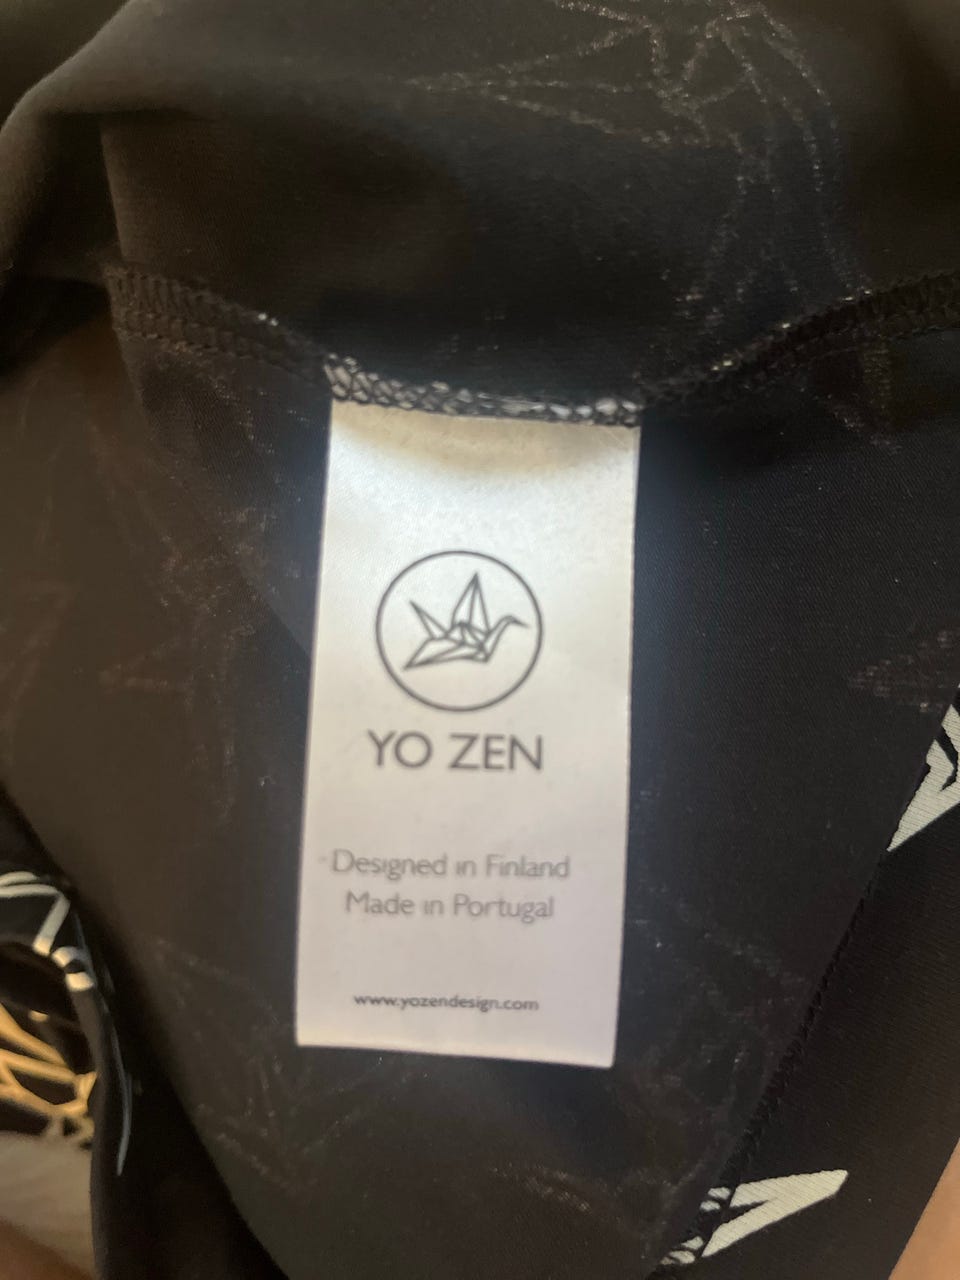 YO ZEN
Designed in Finland
Made in Portugal
www.yozendesign.com